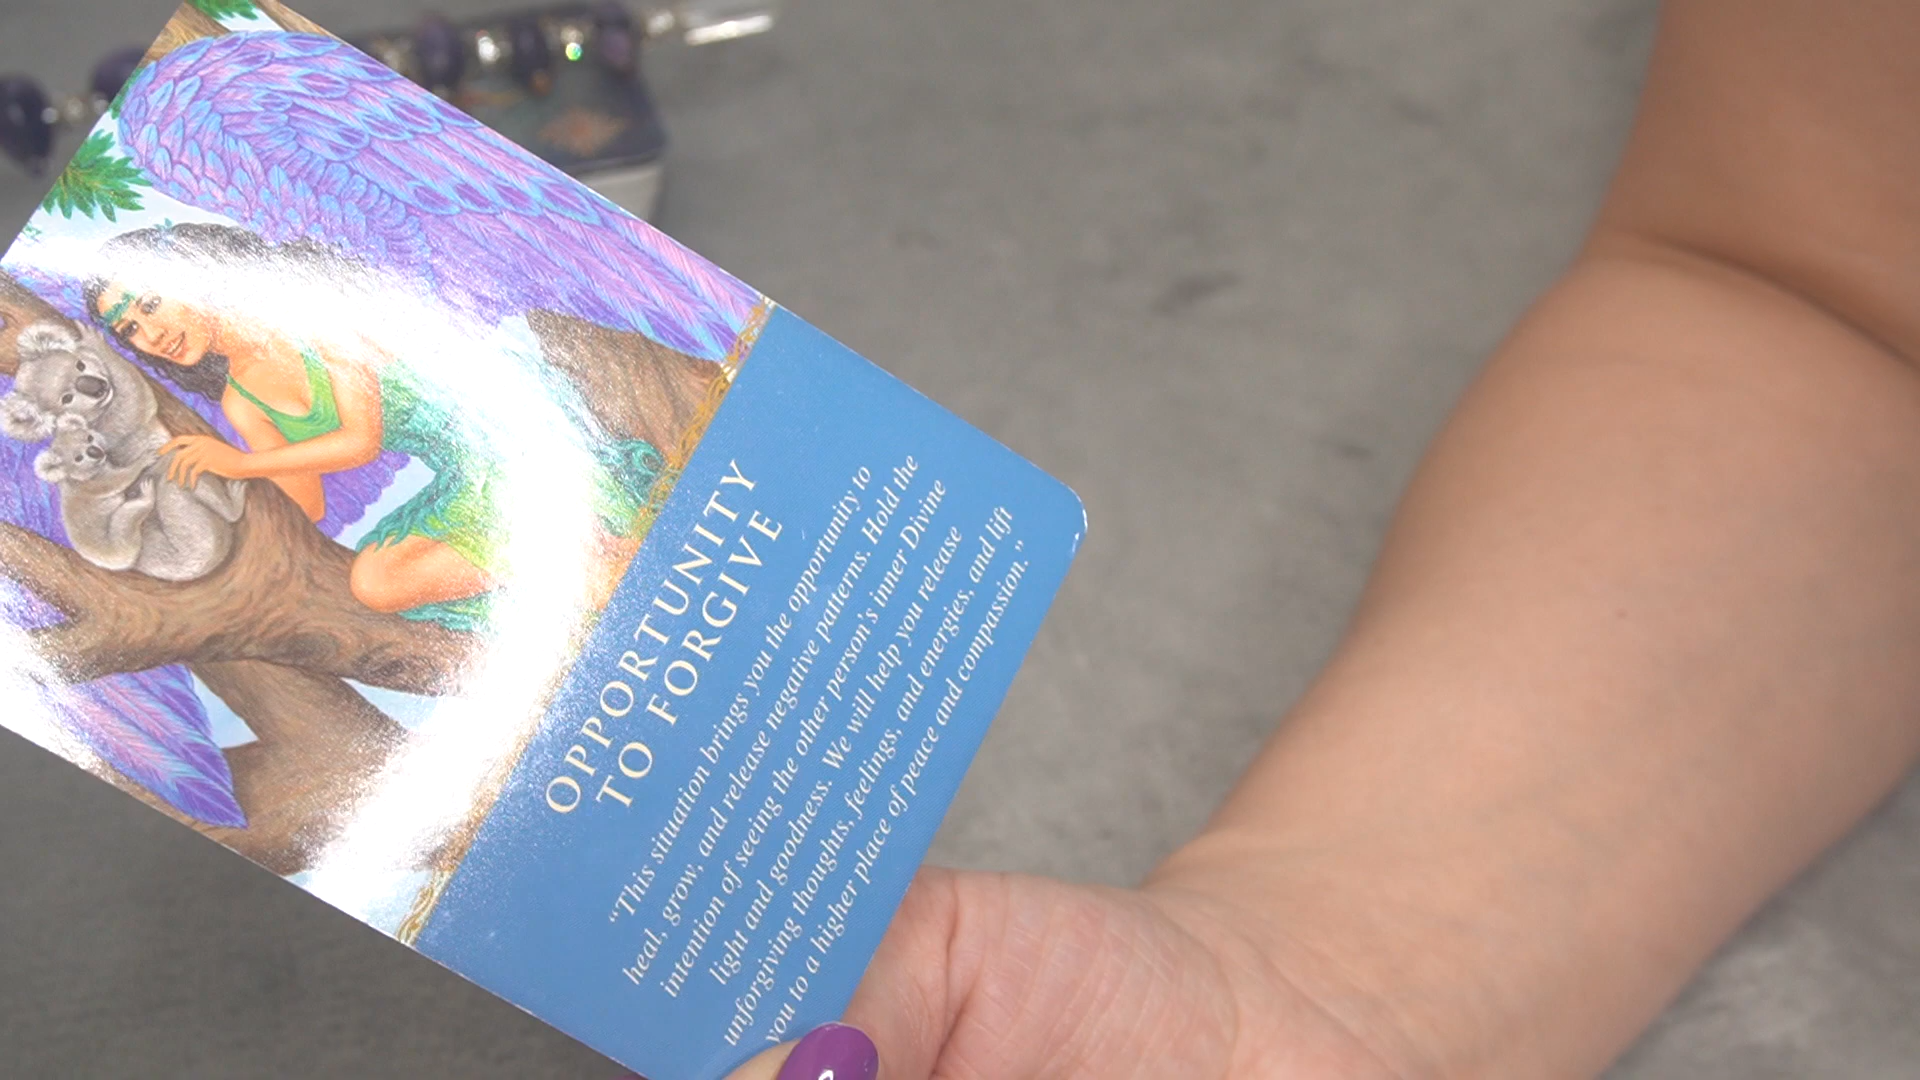 OPPORTUNITY
TO FORGIVE
“This situation brings you the opportunity to
heal, grow, and release negative patterns. Hold the
intention of seeing the other person’s inner Divine
light and goodness. We will help you release
unforgiving thoughts, feelings, and energies, and lift
you to a higher place of peace and compassion.”